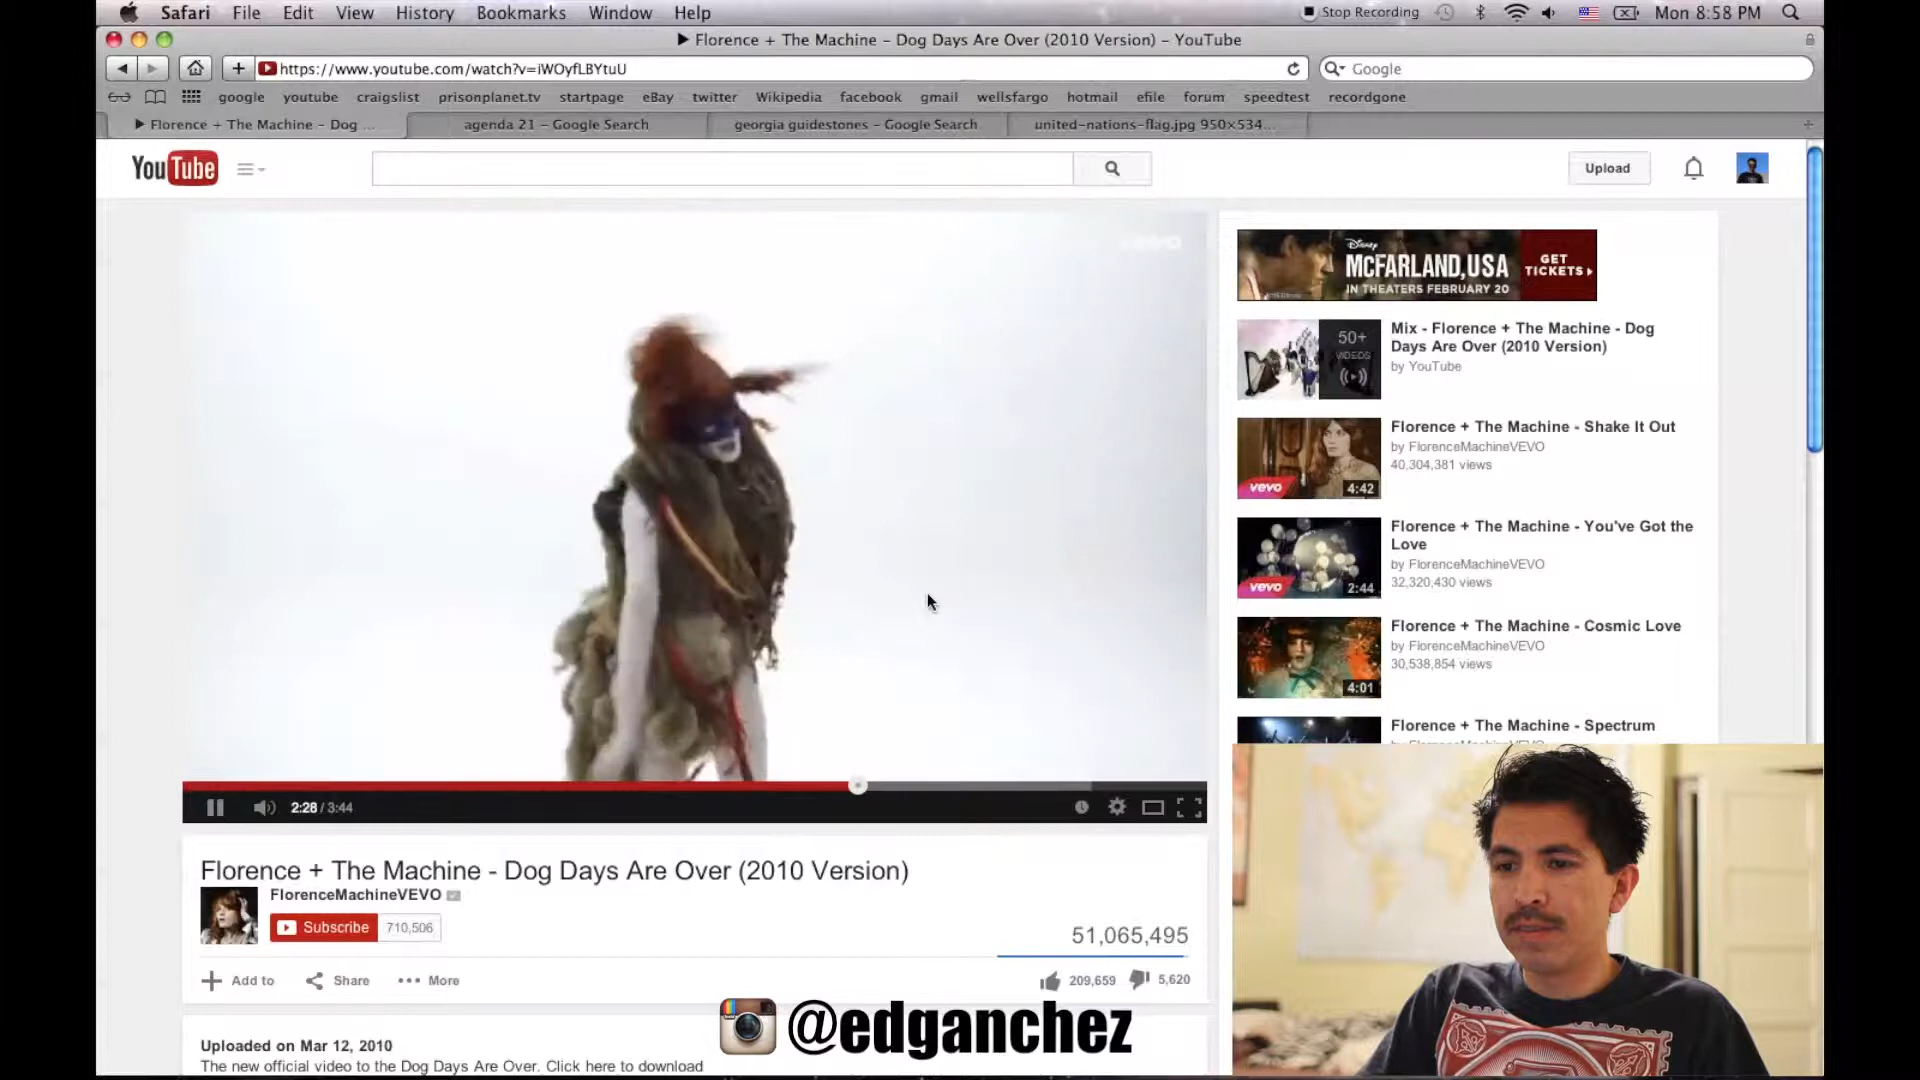 Safari File Edit View History Bookmarks Window Help Stop Recording Mon 8:58 PM
Florence + The Machine – Dog Days Are Over (2010 Version) – YouTube
https://www.youtube.com/watch?v=iWOyfLBYtuU Google
google youtube craigslist prisonplanet.tv startpage eBay twitter Wikipedia facebook gmail wellsfargo hotmail efile forum speedtest recordgone
Florence + The Machine - Dog ... agenda 21 – Google Search georgia guidestones – Google Search united-nations-flag.jpg 950×534...
YouTube Upload
Disney
MCFARLAND,USA
IN THEATERS FEBRUARY 20
GET
TICKETS
50+
VIDEOS
Mix - Florence + The Machine - Dog
Days Are Over (2010 Version)
by YouTube
Florence + The Machine - Shake It Out
by FlorenceMachineVEVO
40,304,381 views
vevo 4:42
Florence + The Machine - You've Got the
Love
by FlorenceMachineVEVO
32,320,430 views
vevo 2:44
Florence + The Machine - Cosmic Love
by FlorenceMachineVEVO
30,538,854 views
4:01
Florence + The Machine - Spectrum
2:28 / 3:44
Florence + The Machine - Dog Days Are Over (2010 Version)
FlorenceMachineVEVO
Subscribe 710,506
51,065,495
Add to Share More 209,659 5,620
@edganchez
Uploaded on Mar 12, 2010
The new official video to the Dog Days Are Over. Click here to download